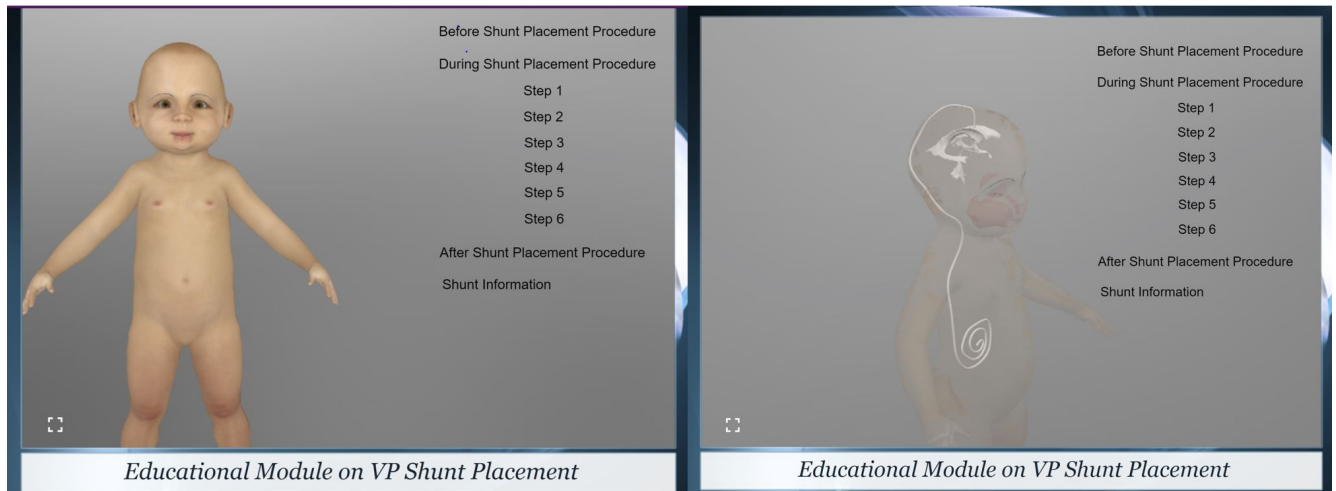 Before Shunt Placement Procedure
During Shunt Placement Procedure
Step 1
Step 2
Step 3
Step 4
Step 5
Step 6
After Shunt Placement Procedure
Shunt Information
Educational Module on VP Shunt Placement
Before Shunt Placement Procedure
During Shunt Placement Procedure
Step 1
Step 2
Step 3
Step 4
Step 5
Step 6
After Shunt Placement Procedure
Shunt Information
Educational Module on VP Shunt Placement